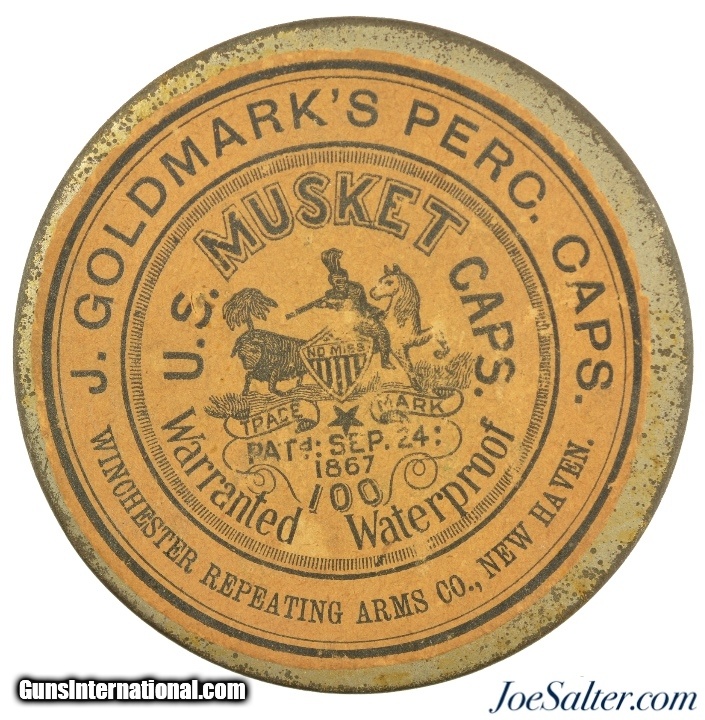 J. GOLDMARK'S PERC. CAPS.
U.S. MUSKET CAPS.
NO MISS
TRADE MARK
PATD: SEP. 24:
1867
100
Warranted Waterproof
WINCHESTER REPEATING ARMS CO., NEW HAVEN.
GunsInternational.com
JoeSalter.com